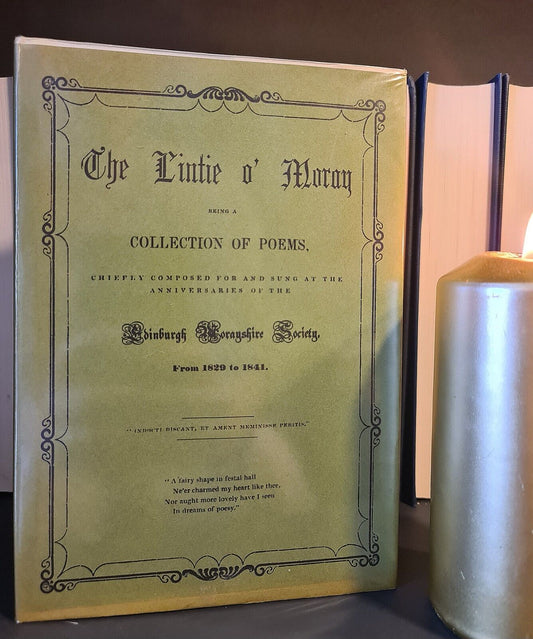 The Lintie o' Moray
BEING A
COLLECTION OF POEMS,
CHIEFLY COMPOSED FOR AND SUNG AT THE
ANNIVERSARIES OF THE
Edinburgh Morayshire Society,
From 1829 to 1841.
"INDOCTI DISCANT, ET AMENT MEMINISSE PERITIS."
"A fairy shape in festal hall
Ne'er charmed my heart like thee,
Nor aught more lovely have I seen
In dreams of poesy."